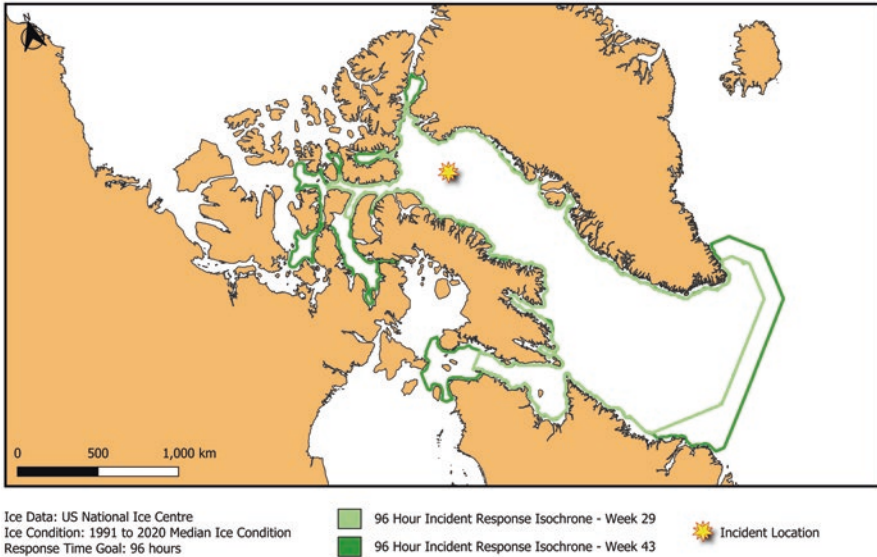 N
0 500 1,000 km
Ice Data: US National Ice Centre
Ice Condition: 1991 to 2020 Median Ice Condition
Response Time Goal: 96 hours
96 Hour Incident Response Isochrone - Week 29
96 Hour Incident Response Isochrone - Week 43
Incident Location